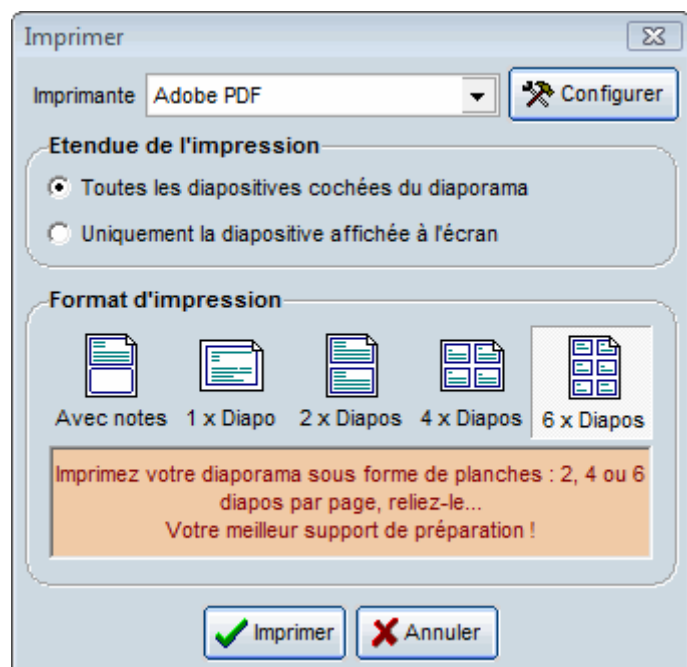 Imprimer
Imprimante Adobe PDF Configurer
Etendue de l'impression
Toutes les diapositives cochées du diaporama
Uniquement la diapositive affichée à l'écran
Format d'impression
Avec notes 1 x Diapo 2 x Diapos 4 x Diapos 6 x Diapos
Imprimez votre diaporama sous forme de planches : 2, 4 ou 6
diapos par page, reliez-le...
Votre meilleur support de préparation !
Imprimer Annuler